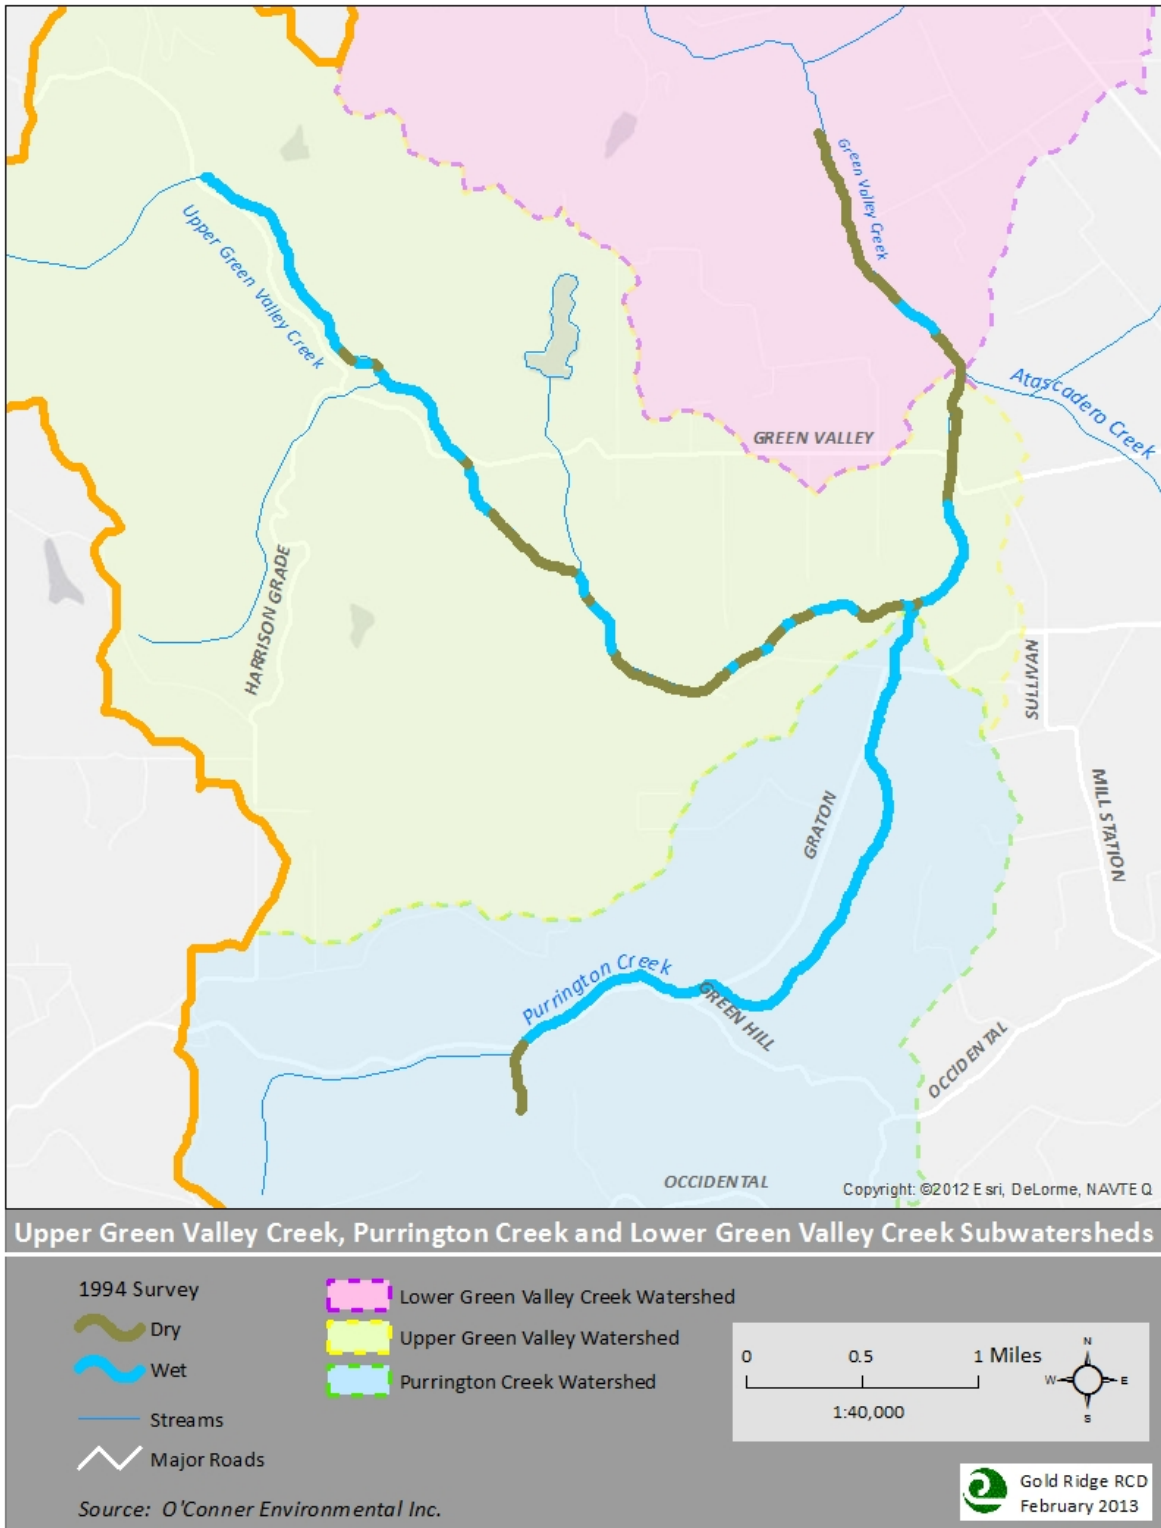 Green Valley Creek
Upper Green Valley Creek
Atascadero Creek
GREEN VALLEY
HARRISON GRADE
SULLIVAN
MILL STATION
GRATON
Purrington Creek
GREEN HILL
OCCIDENTAL
OCCIDENTAL
Copyright: ©2012 Esri, DeLorme, NAVTEQ
Upper Green Valley Creek, Purrington Creek and Lower Green Valley Creek Subwatersheds
1994 Survey
Dry
Wet
Streams
Major Roads
Source: O'Conner Environmental Inc.
Lower Green Valley Creek Watershed
Upper Green Valley Watershed
Purrington Creek Watershed
0 0.5 1 Miles
1:40,000
N
W E
S
Gold Ridge RCD
February 2013